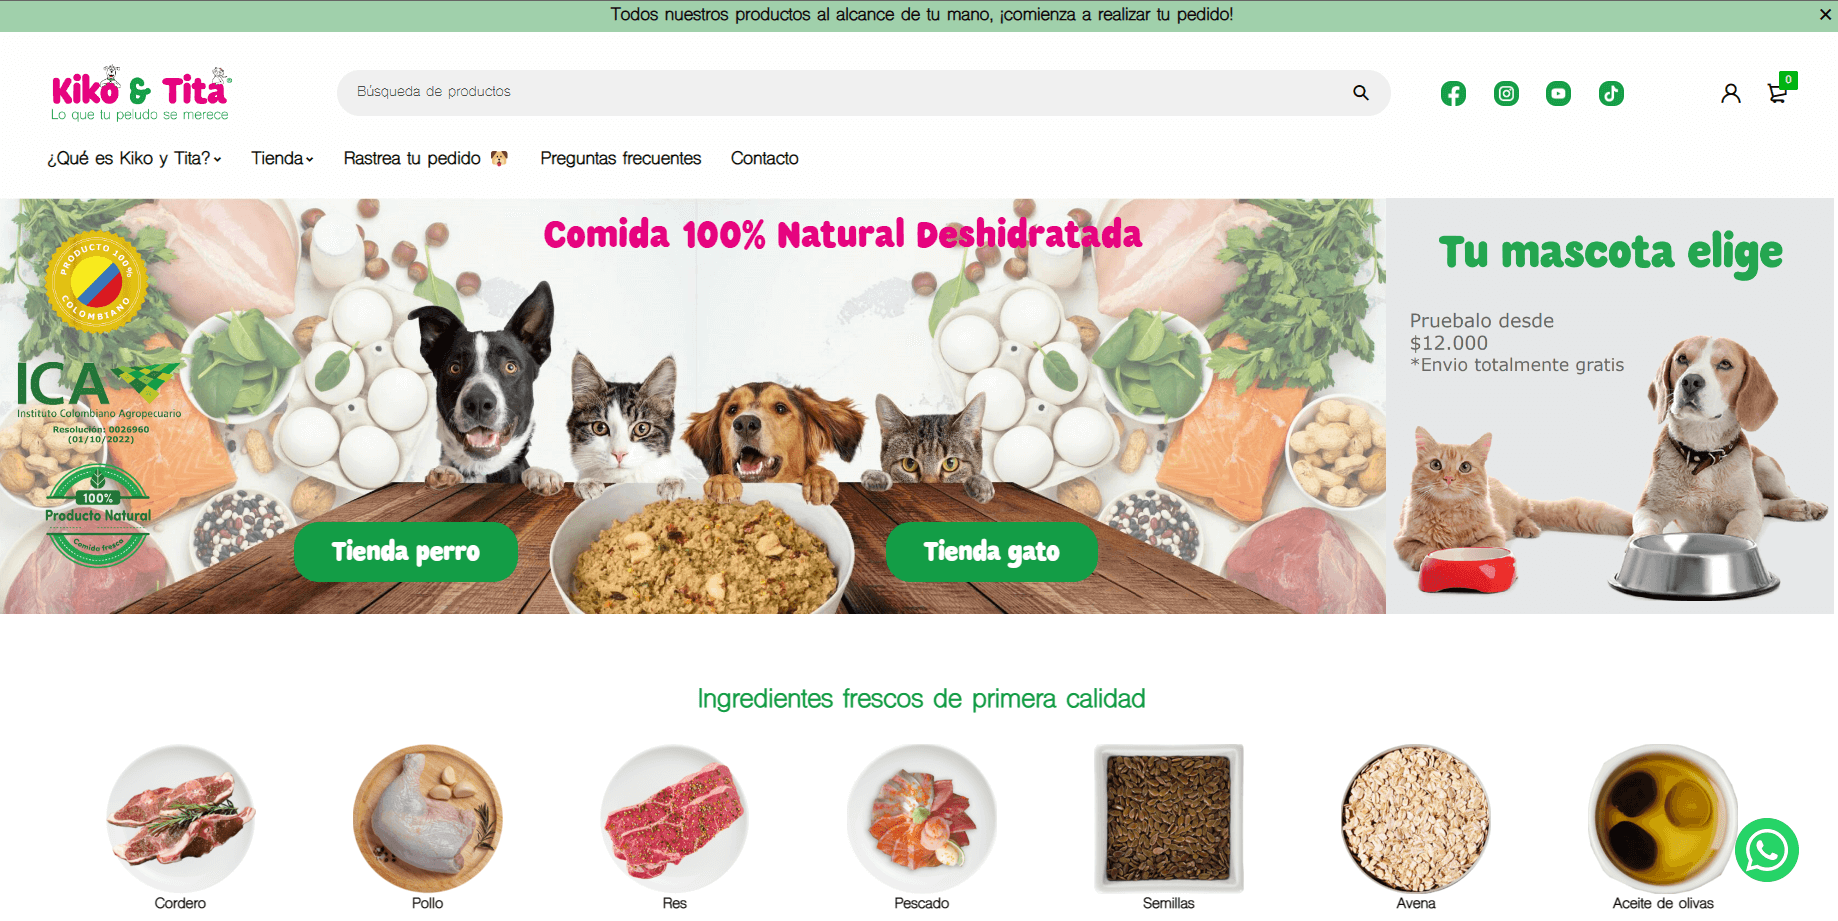 Todos nuestros productos al alcance de tu mano, ¡comienza a realizar tu pedido!
Kiko & Tita®
Lo que tu peludo se merece
Búsqueda de productos
0
¿Qué es Kiko y Tita?
Tienda
Rastrea tu pedido
Preguntas frecuentes
Contacto
Comida 100% Natural Deshidratada
PRODUCTO 100%
COLOMBIANO
ICA
Instituto Colombiano Agropecuario
Resolución: 0026960
(01/10/2022)
100%
Producto Natural
Comida fresca
Tienda perro
Tienda gato
Tu mascota elige
Pruebalo desde
$12.000
*Envio totalmente gratis
Ingredientes frescos de primera calidad
Cordero
Pollo
Res
Pescado
Semillas
Avena
Aceite de olivas